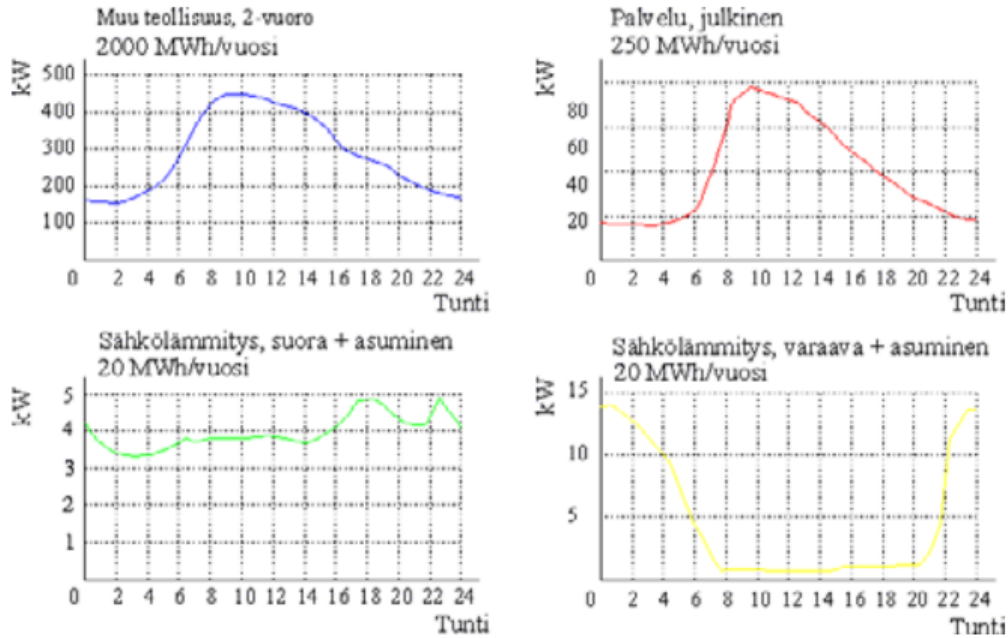 Muu teollisuus, 2-vuoro
2000 MWh/vuosi
kW
500
400
300
200
100
0 2 4 6 8 10 12 14 16 18 20 22 24
Tunti
Palvelu, julkinen
250 MWh/vuosi
kW
80
60
40
20
0 2 4 6 8 10 12 14 16 18 20 22 24
Tunti
Sähkölämmitys, suora + asuminen
20 MWh/vuosi
kW
5
4
3
2
1
0 2 4 6 8 10 12 14 16 18 20 22 24
Tunti
Sähkölämmitys, varaava + asuminen
20 MWh/vuosi
kW
15
10
5
0 2 4 6 8 10 12 14 16 18 20 22 24
Tunti